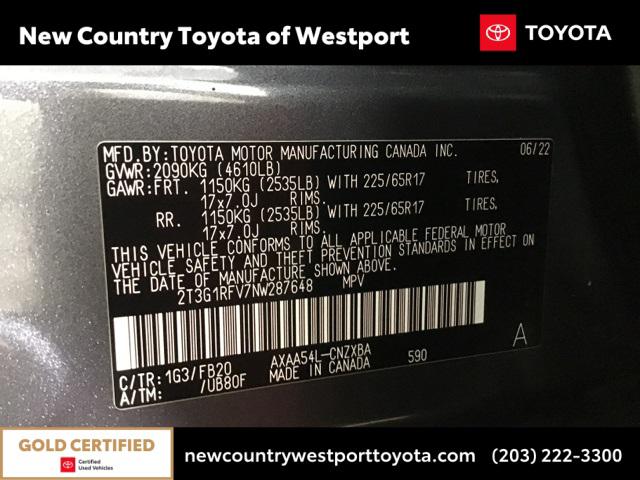 New Country Toyota of Westport
TOYOTA
MFD.BY:TOYOTA MOTOR MANUFACTURING CANADA INC. 06/22
GVWR:2090KG (4610LB)
GAWR:FRT. 1150KG (2535LB) WITH 225/65R17 TIRES,
17x7.0J RIMS.
RR. 1150KG (2535LB) WITH 225/65R17 TIRES,
17x7.0J RIMS.
THIS VEHICLE CONFORMS TO ALL APPLICABLE FEDERAL MOTOR
VEHICLE SAFETY AND THEFT PREVENTION STANDARDS IN EFFECT ON
THE DATE OF MANUFACTURE SHOWN ABOVE.
2T3G1RFV7NW287648 MPV
A
C/TR:1G3/FB20 AXAA54L-CNZXBA 590
A/TM: /UB80F MADE IN CANADA
GOLD CERTIFIED
TOYOTA Certified
Used Vehicles
newcountrywestporttoyota.com (203) 222-3300